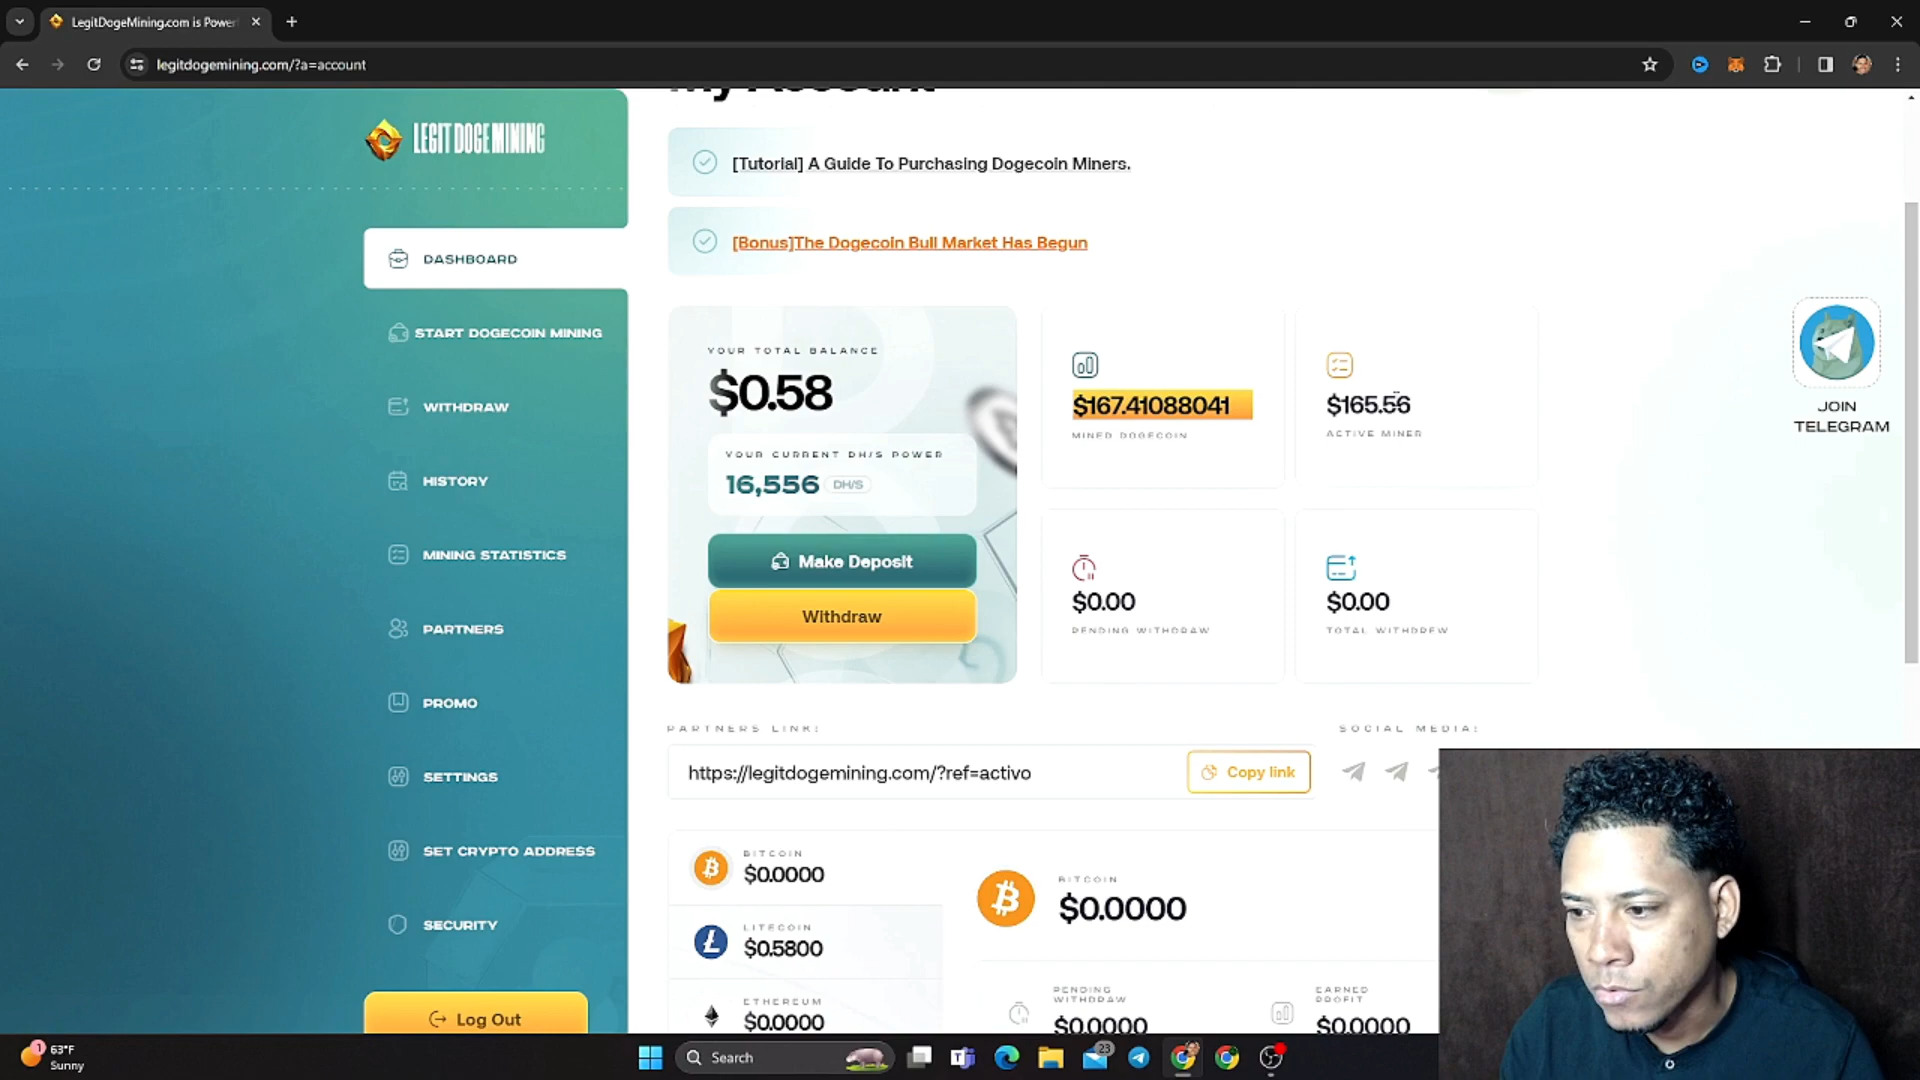 LegitDogeMining.com is Power
legitdogemining.com/?a=account
LEGIT DOGE MINING
DASHBOARD
START DOGECOIN MINING
WITHDRAW
HISTORY
MINING STATISTICS
PARTNERS
PROMO
SETTINGS
SET CRYPTO ADDRESS
SECURITY
Log Out
My Account
[Tutorial] A Guide To Purchasing Dogecoin Miners.
[Bonus]The Dogecoin Bull Market Has Begun
YOUR TOTAL BALANCE
$0.58
YOUR CURRENT DH/S POWER
16,556 DH/S
Make Deposit
Withdraw
$167.41088041
MINED DOGECOIN
$165.56
ACTIVE MINER
$0.00
PENDING WITHDRAW
$0.00
TOTAL WITHDREW
JOIN
TELEGRAM
PARTNERS LINK:
https://legitdogemining.com/?ref=activo
Copy link
SOCIAL MEDIA:
BITCOIN
$0.0000
LITECOIN
$0.5800
ETHEREUM
$0.0000
BITCOIN
$0.0000
PENDING
WITHDRAW
$0.0000
EARNED
PROFIT
$0.0000
1
63°F
Sunny
Search
23